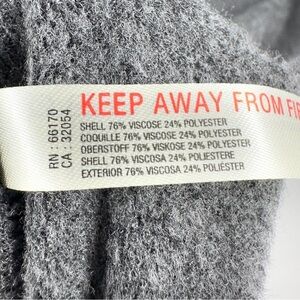 KEEP AWAY FROM FI
SHELL 76% VISCOSE 24% POLYESTER
COQUILLE 76% VISCOSE 24% POLYESTER
OBERSTOFF 76% VISKOSE 24% POLYESTER
SHELL 76% VISCOSA 24% POLIESTERE
EXTERIOR 76% VISCOSA 24% POLIÉSTER
RN : 66170
CA : 32054